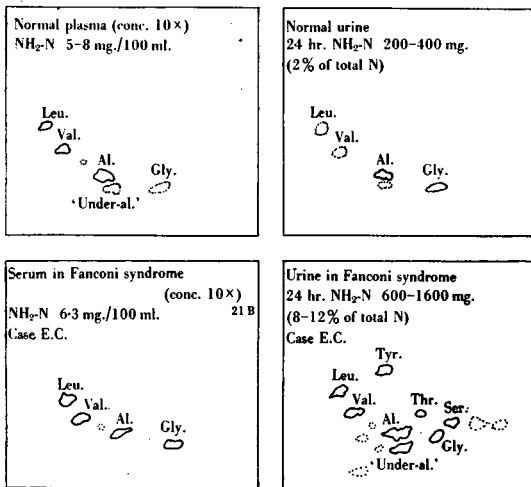 Normal plasma (conc. 10×)
NH₂-N 5–8 mg./100 ml.
Leu.
Val.
Al.
Gly.
'Under-al.'
Normal urine
24 hr. NH₂-N 200–400 mg.
(2% of total N)
Leu.
Val.
Al.
Gly.
Serum in Fanconi syndrome
(conc. 10×)
NH₂-N 6·3 mg./100 ml. 21 B
Case E.C.
Leu.
Val.
Al.
Gly.
Urine in Fanconi syndrome
24 hr. NH₂-N 600–1600 mg.
(8–12% of total N)
Case E.C.
Tyr.
Leu.
Val.
Thr.
Ser.
Al.
Gly.
'Under-al.'